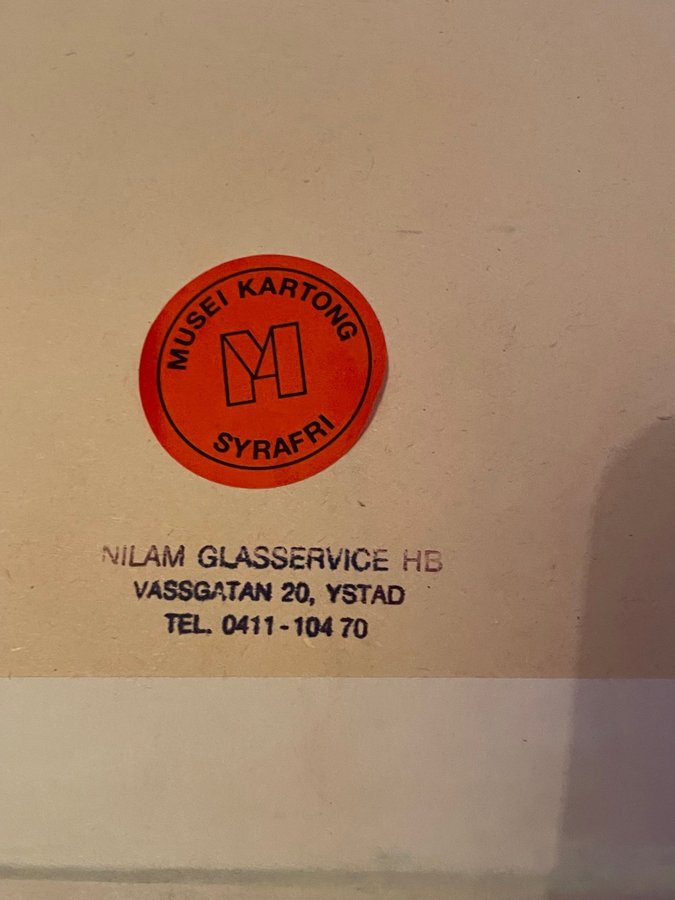 MUSEI KARTONG
M
SYRAFRI
NILAM GLASSERVICE HB
VASSGATAN 20, YSTAD
TEL. 0411-104 70